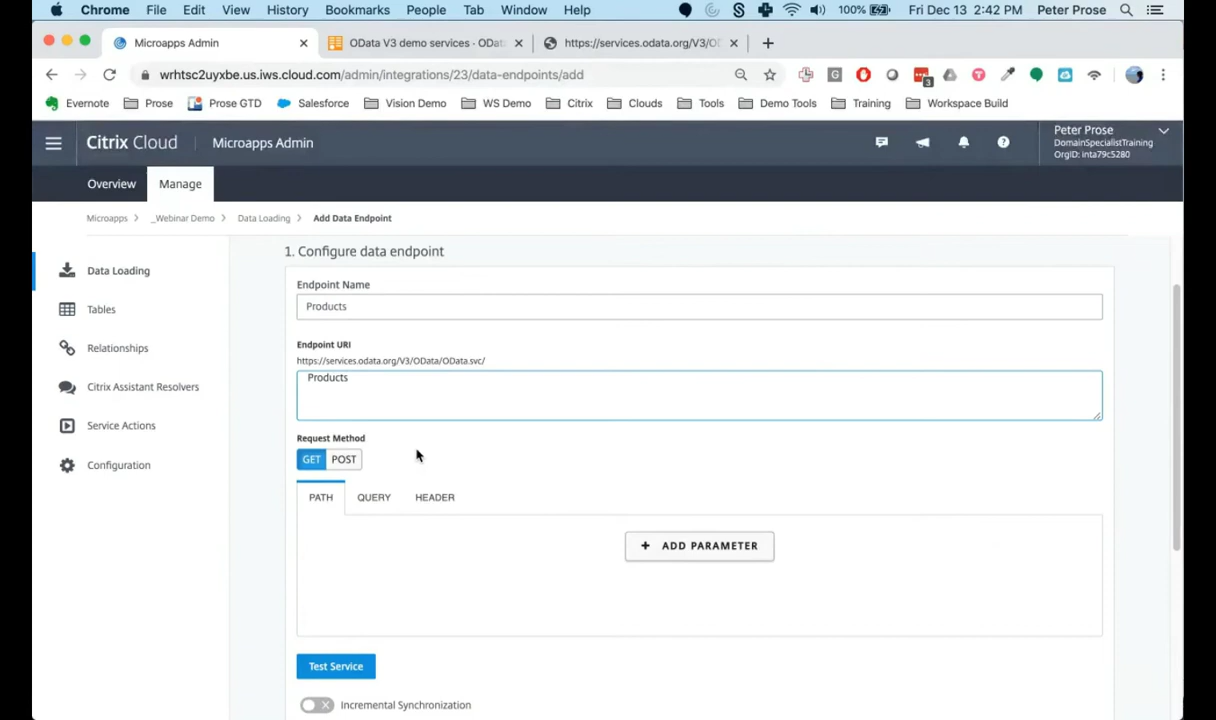 Chrome File Edit View History Bookmarks People Tab Window Help 100% Fri Dec 13 2:42 PM Peter Prose
Microapps Admin OData V3 demo services - ODat https://services.odata.org/V3/OD
wrhtsc2uyxbe.us.iws.cloud.com/admin/integrations/23/data-endpoints/add
Evernote Prose Prose GTD Salesforce Vision Demo WS Demo Citrix Clouds Tools Demo Tools Training Workspace Build
Citrix Cloud Microapps Admin
Peter Prose
DomainSpecialistTraining
OrgID: inta79c5280
Overview Manage
Microapps _Webinar Demo Data Loading Add Data Endpoint
Data Loading
Tables
Relationships
Citrix Assistant Resolvers
Service Actions
Configuration
1. Configure data endpoint
Endpoint Name
Products
Endpoint URI
https://services.odata.org/V3/OData/OData.svc/
Products
Request Method
GET POST
PATH QUERY HEADER
+ ADD PARAMETER
Test Service
Incremental Synchronization